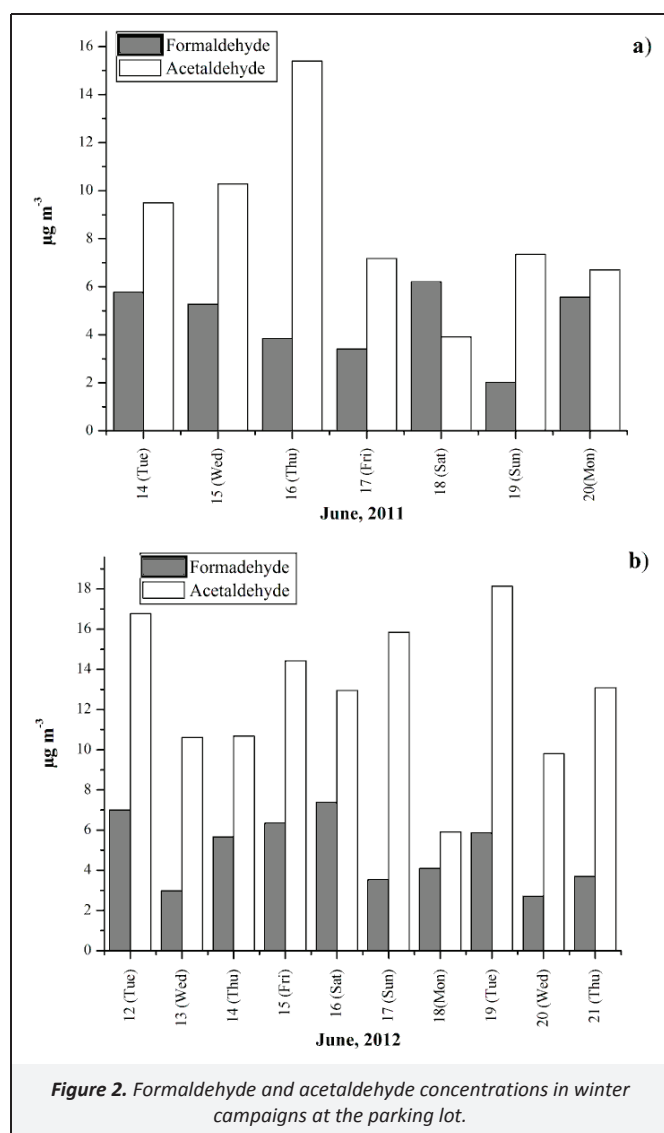 a)
Formaldehyde
Acetaldehyde
16
14
12
10
8
6
4
2
0
µg m⁻³
14 (Tue)
15 (Wed)
16 (Thu)
17 (Fri)
18 (Sat)
19 (Sun)
20(Mon)
June, 2011
b)
Formadehyde
Acetaldehyde
18
16
14
12
10
8
6
4
2
0
µg m⁻³
12 (Tue)
13 (Wed)
14 (Thu)
15 (Fri)
16 (Sat)
17 (Sun)
18(Mon)
19 (Tue)
20 (Wed)
21 (Thu)
June, 2012
Figure 2. Formaldehyde and acetaldehyde concentrations in winter
campaigns at the parking lot.